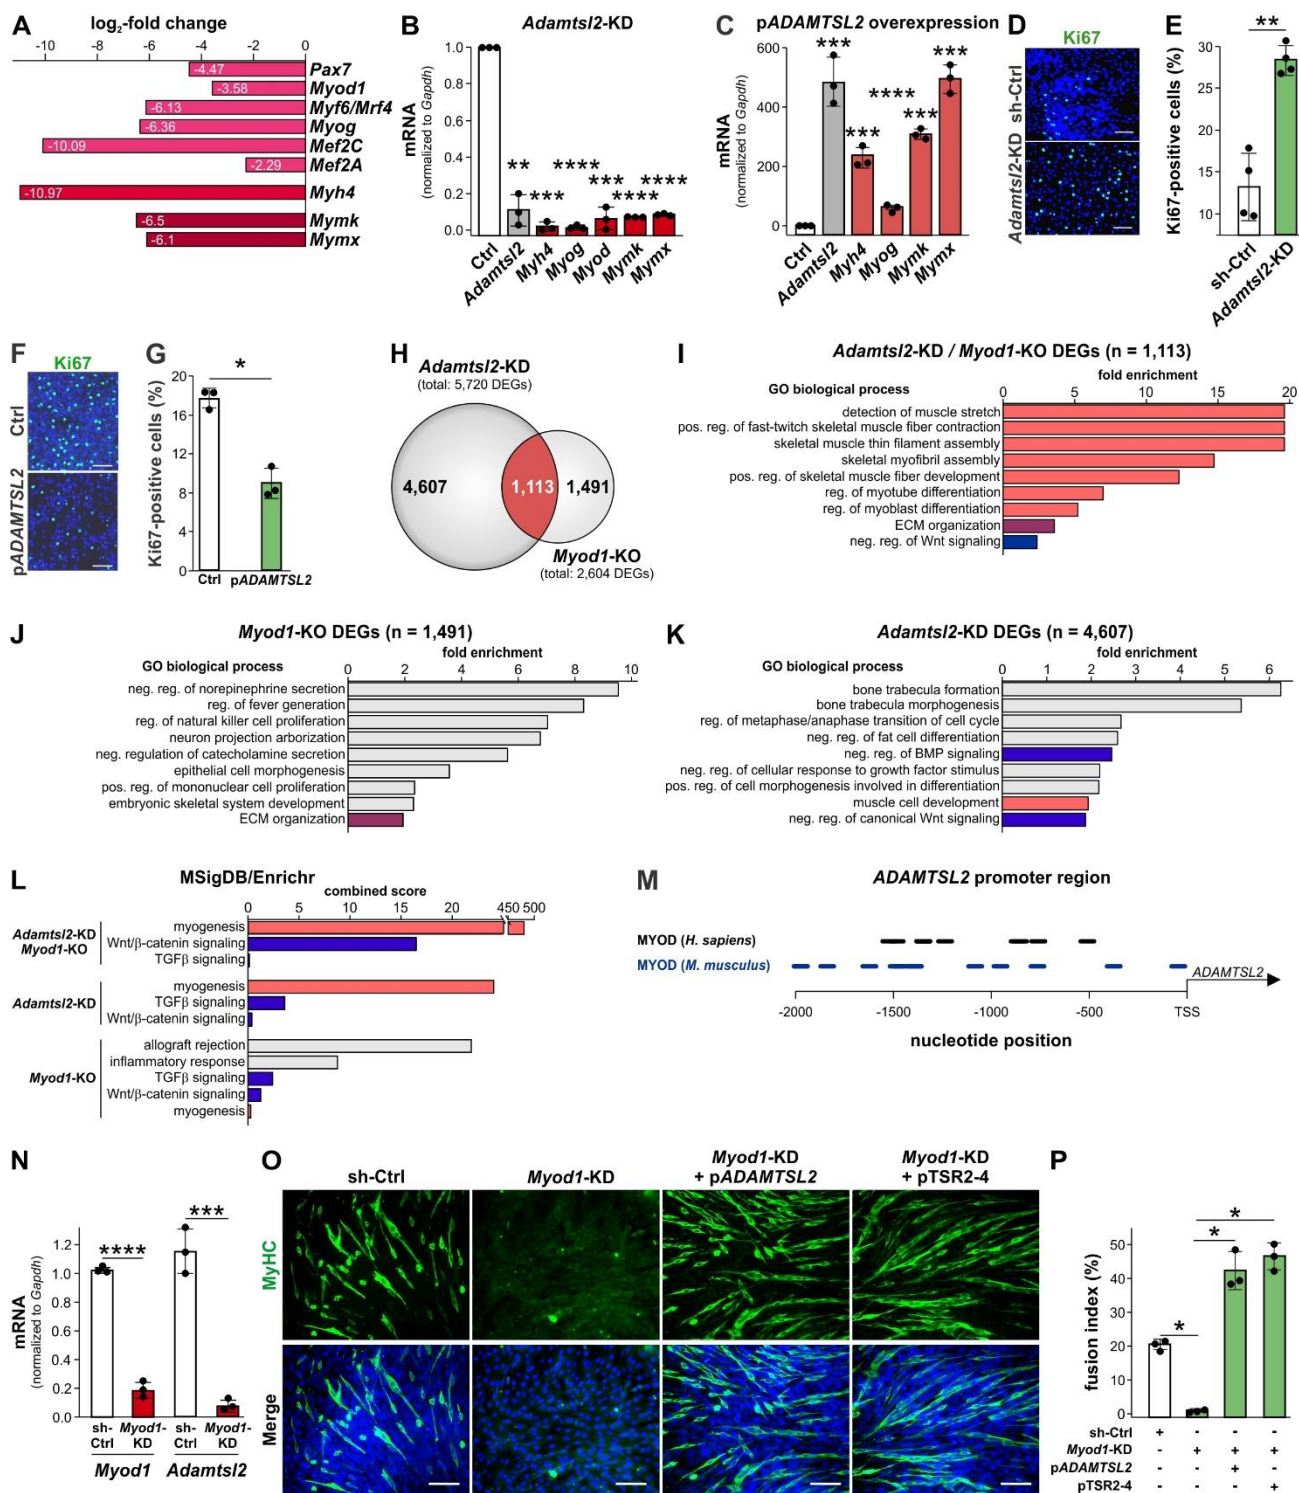 A
log2-fold change
-10 -8 -6 -4 -2 0
-4.47 Pax7
-3.58 Myod1
-6.13 Myf6/Mrf4
-6.36 Myog
-10.09 Mef2C
-2.29 Mef2A
-10.97 Myh4
-6.5 Mymk
-6.1 Mymx
B
Adamtsl2-KD
mRNA
(normalized to Gapdh)
1.0
0.8
0.6
0.4
0.2
0.0
** *** **** *** **** ****
Ctrl Adamtsl2 Myh4 Myog Myod Mymk Mymx
C
pADAMTSL2 overexpression
mRNA
(normalized to Gapdh)
600
400
200
0
*** *** **** *** ***
Ctrl Adamtsl2 Myh4 Myog Mymk Mymx
D
Ki67
sh-Ctrl
Adamtsl2-KD
E
Ki67-positive cells (%)
30
25
20
15
10
**
sh-Ctrl Adamtsl2-KD
F
Ki67
Ctrl
pADAMTSL2
G
Ki67-positive cells (%)
20
16
12
8
4
0
*
Ctrl pADAMTSL2
H
Adamtsl2-KD
(total: 5,720 DEGs)
4,607 1,113 1,491
Myod1-KO
(total: 2,604 DEGs)
I
Adamtsl2-KD / Myod1-KO DEGs (n = 1,113)
fold enrichment
GO biological process
0 5 10 15 20
detection of muscle stretch
pos. reg. of fast-twitch skeletal muscle fiber contraction
skeletal muscle thin filament assembly
skeletal myofibril assembly
pos. reg. of skeletal muscle fiber development
reg. of myotube differentiation
reg. of myoblast differentiation
ECM organization
neg. reg. of Wnt signaling
J
Myod1-KO DEGs (n = 1,491)
fold enrichment
GO biological process
0 2 4 6 8 10
neg. reg. of norepinephrine secretion
reg. of fever generation
reg. of natural killer cell proliferation
neuron projection arborization
neg. regulation of catecholamine secretion
epithelial cell morphogenesis
pos. reg. of mononuclear cell proliferation
embryonic skeletal system development
ECM organization
K
Adamtsl2-KD DEGs (n = 4,607)
fold enrichment
GO biological process
0 1 2 3 4 5 6
bone trabecula formation
bone trabecula morphogenesis
reg. of metaphase/anaphase transition of cell cycle
neg. reg. of fat cell differentiation
neg. reg. of BMP signaling
neg. reg. of cellular response to growth factor stimulus
pos. reg. of cell morphogenesis involved in differentiation
muscle cell development
neg. reg. of canonical Wnt signaling
L
MSigDB/Enrichr
combined score
0 5 10 15 20 450 500
Adamtsl2-KD
Myod1-KO
myogenesis
Wnt/β-catenin signaling
TGFβ signaling
Adamtsl2-KD
myogenesis
TGFβ signaling
Wnt/β-catenin signaling
Myod1-KO
allograft rejection
inflammatory response
TGFβ signaling
Wnt/β-catenin signaling
myogenesis
M
ADAMTSL2 promoter region
MYOD (H. sapiens)
MYOD (M. musculus)
ADAMTSL2
-2000 -1500 -1000 -500 TSS
nucleotide position
N
mRNA
(normalized to Gapdh)
1.2
1.0
0.8
0.6
0.4
0.2
0.0
**** ***
sh-Ctrl Myod1-KD sh-Ctrl Myod1-KD
Myod1 Adamtsl2
O
sh-Ctrl
Myod1-KD
Myod1-KD
+ pADAMTSL2
Myod1-KD
+ pTSR2-4
MyHC
Merge
P
fusion index (%)
50
40
30
20
10
0
* * *
sh-Ctrl + - - -
Myod1-KD - + + +
pADAMTSL2 - - + -
pTSR2-4 - - - +